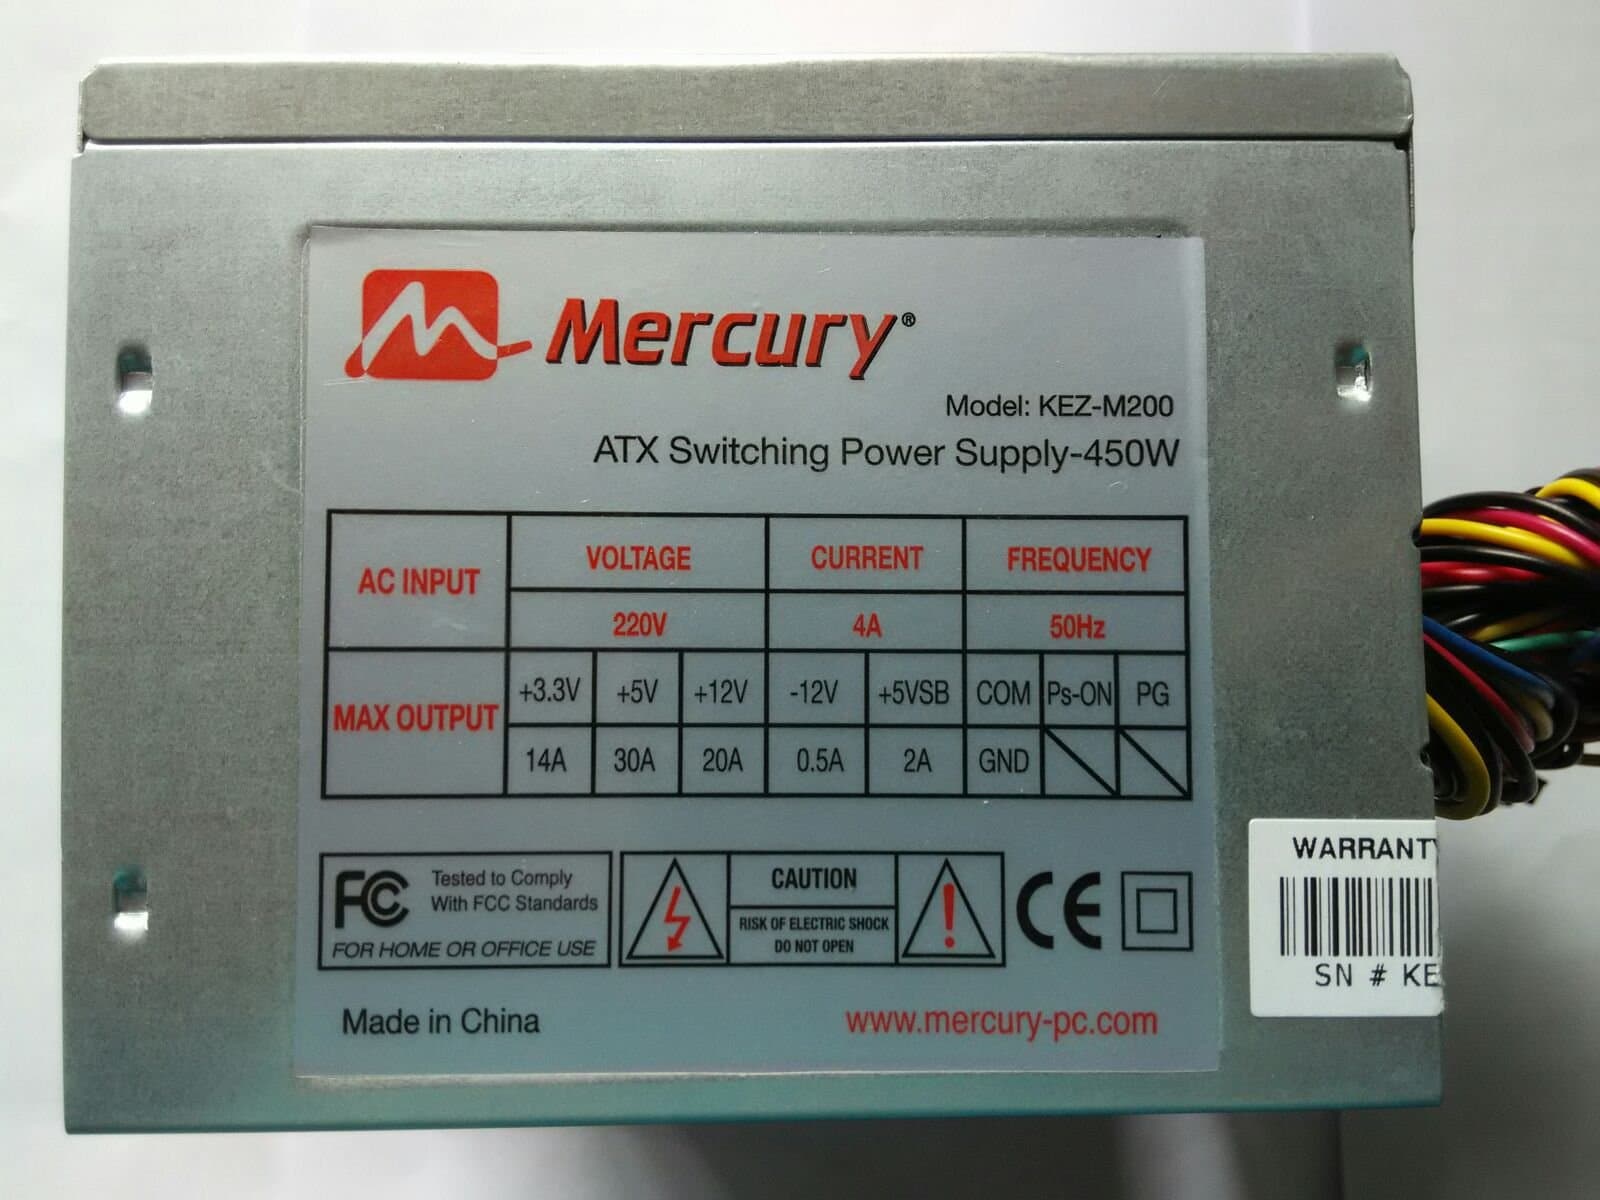 Mercury®
Model: KEZ-M200
ATX Switching Power Supply-450W
AC INPUT VOLTAGE CURRENT FREQUENCY
220V 4A 50Hz
MAX OUTPUT +3.3V +5V +12V -12V +5VSB COM Ps-ON PG
14A 30A 20A 0.5A 2A GND
FC Tested to Comply
With FCC Standards
FOR HOME OR OFFICE USE
CAUTION
RISK OF ELECTRIC SHOCK
DO NOT OPEN
CE
WARRANTY
SN # KE
Made in China
www.mercury-pc.com